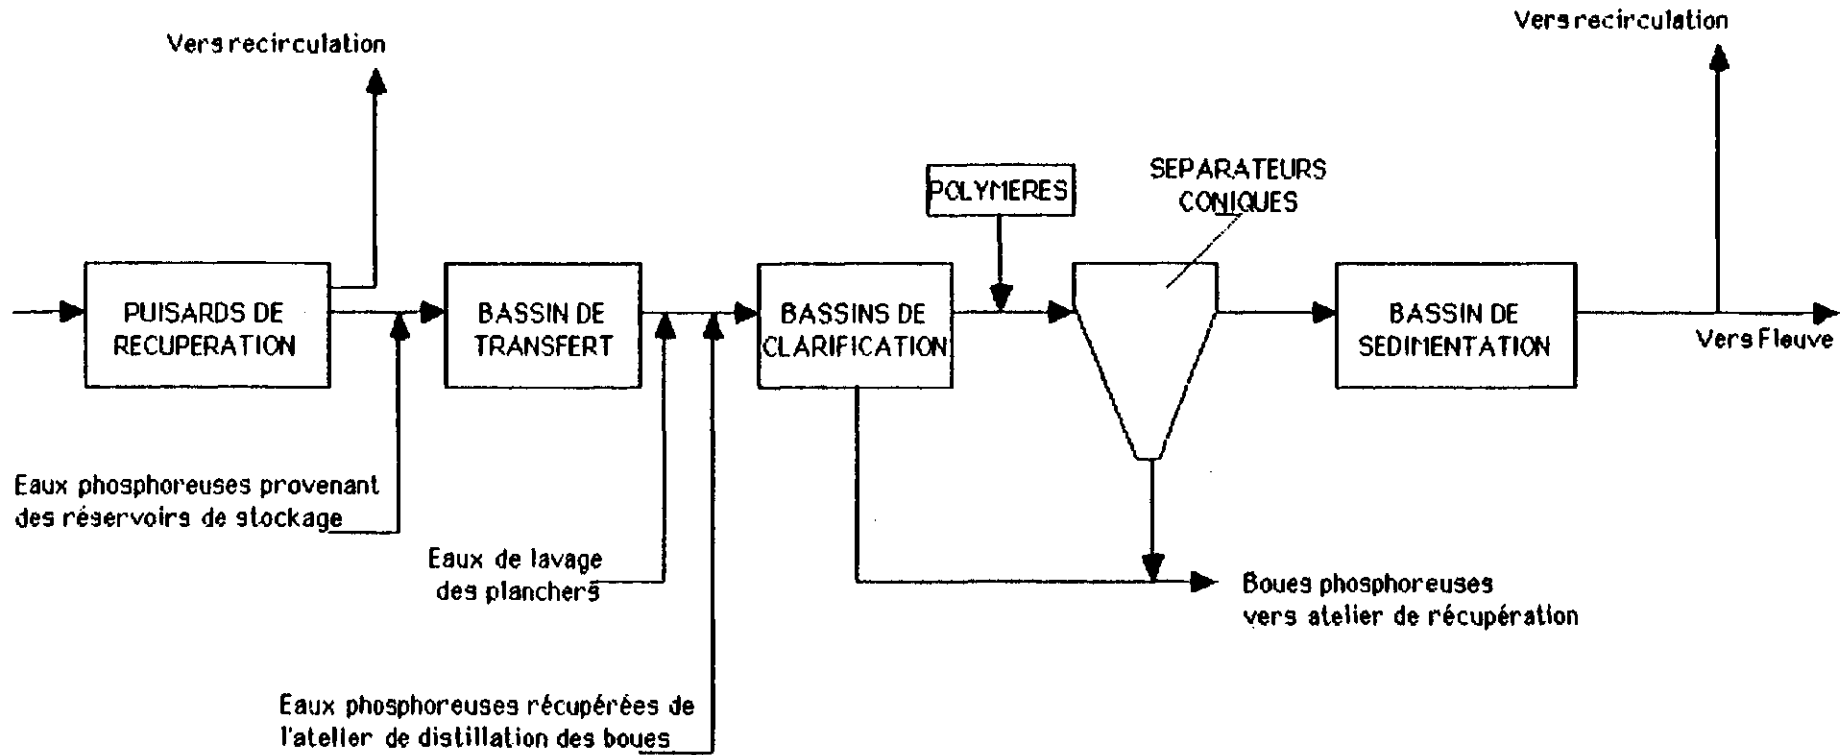 Vers recirculation
Vers recirculation
POLYMERES
SEPARATEURS
CONIQUES
PUISARDS DE
RECUPERATION
BASSIN DE
TRANSFERT
BASSINS DE
CLARIFICATION
BASSIN DE
SEDIMENTATION
Vers Fleuve
Eaux phosphoreuses provenant
des réservoirs de stockage
Eaux de lavage
des planchers
Boues phosphoreuses
vers atelier de récupération
Eaux phosphoreuses récupérées de
l'atelier de distillation des boues